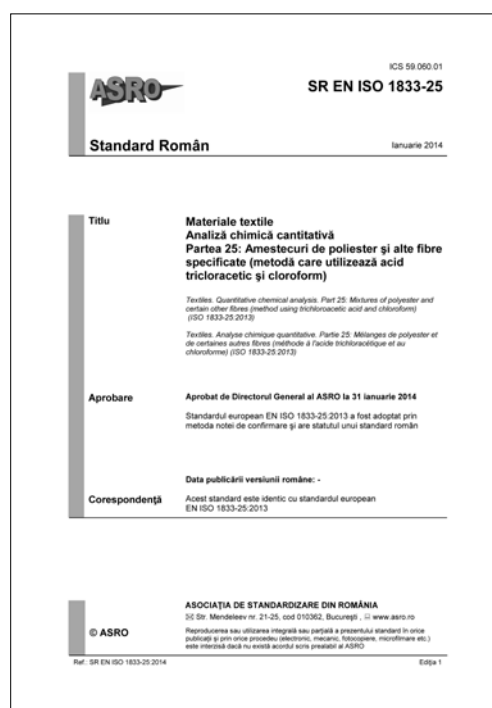 ICS 59.060.01
ASRO
SR EN ISO 1833-25
Standard Român
Ianuarie 2014
Titlu
Materiale textile
Analiză chimică cantitativă
Partea 25: Amestecuri de poliester şi alte fibre
specificate (metodă care utilizează acid
tricloracetic şi cloroform)
Textiles. Quantitative chemical analysis. Part 25: Mixtures of polyester and
certain other fibres (method using trichloroacetic acid and chloroform)
(ISO 1833-25:2013)
Textiles. Analyse chimique quantitative. Partie 25: Mélanges de polyester et
de certaines autres fibres (méthode à l'acide trichloracétique et au
chloroforme) (ISO 1833-25:2013)
Aprobare
Aprobat de Directorul General al ASRO la 31 ianuarie 2014
Standardul european EN ISO 1833-25:2013 a fost adoptat prin
metoda notei de confirmare şi are statutul unui standard român
Data publicării versiunii române: -
Corespondenţă
Acest standard este identic cu standardul european
EN ISO 1833-25:2013
ASOCIAŢIA DE STANDARDIZARE DIN ROMÂNIA
Str. Mendeleev nr. 21-25, cod 010362, Bucureşti , www.asro.ro
© ASRO
Reproducerea sau utilizarea integrală sau parţială a prezentului standard în orice
publicaţii şi prin orice procedeu (electronic, mecanic, fotocopiere, microfilmare etc.)
este interzisă dacă nu există acordul scris prealabil al ASRO
Ref.: SR EN ISO 1833-25:2014
Ediţia 1